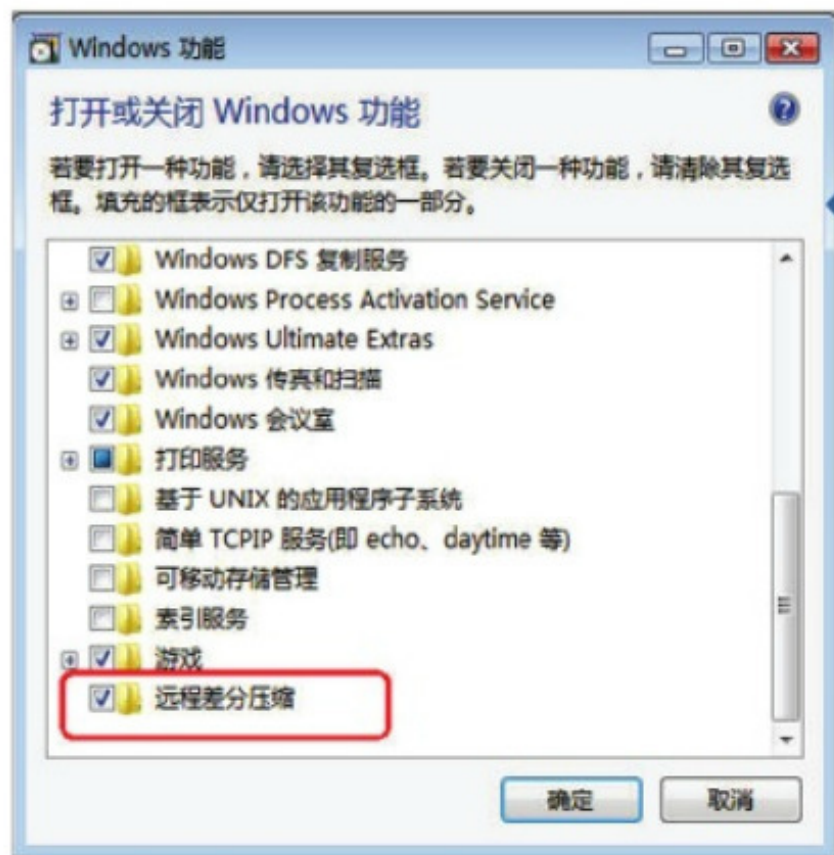 Windows 功能
打开或关闭 Windows 功能
若要打开一种功能，请选择其复选框。若要关闭一种功能，请清除其复选
框。填充的框表示仅打开该功能的一部分。
Windows DFS 复制服务
Windows Process Activation Service
Windows Ultimate Extras
Windows 传真和扫描
Windows 会议室
打印服务
基于 UNIX 的应用程序子系统
简单 TCPIP 服务(即 echo、daytime 等)
可移动存储管理
索引服务
游戏
远程差分压缩
确定 取消